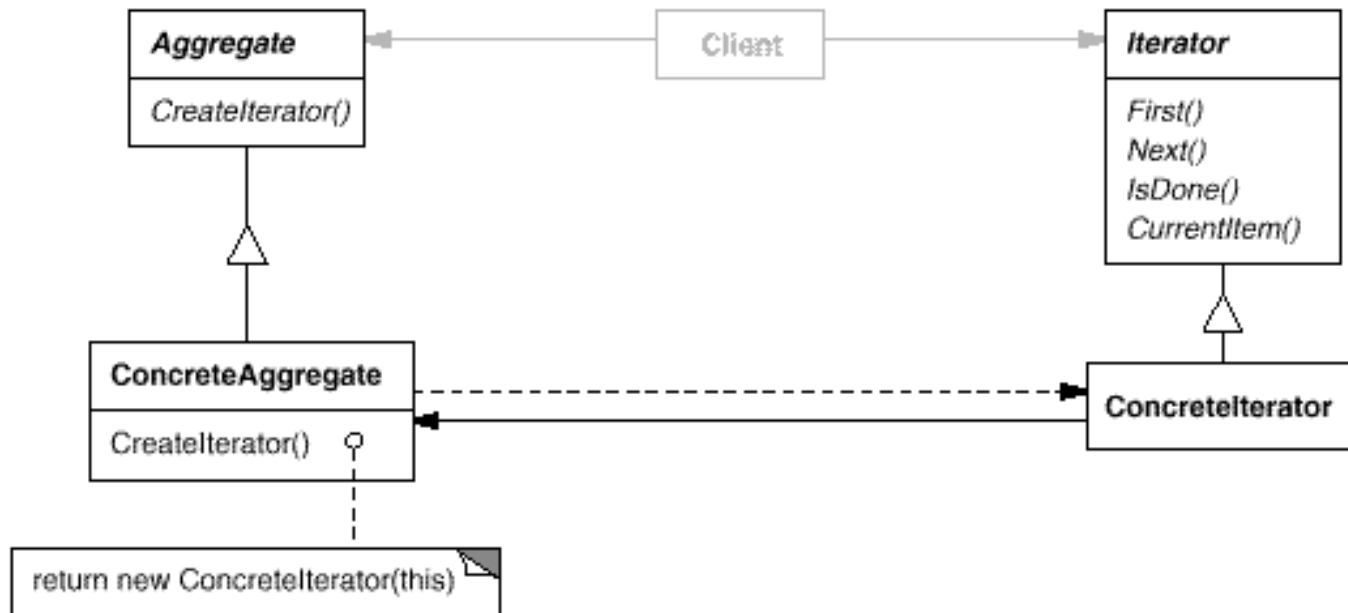 Aggregate
CreateIterator()
Client
Iterator
First()
Next()
IsDone()
CurrentItem()
ConcreteAggregate
CreateIterator()
ConcreteIterator
return new ConcreteIterator(this)